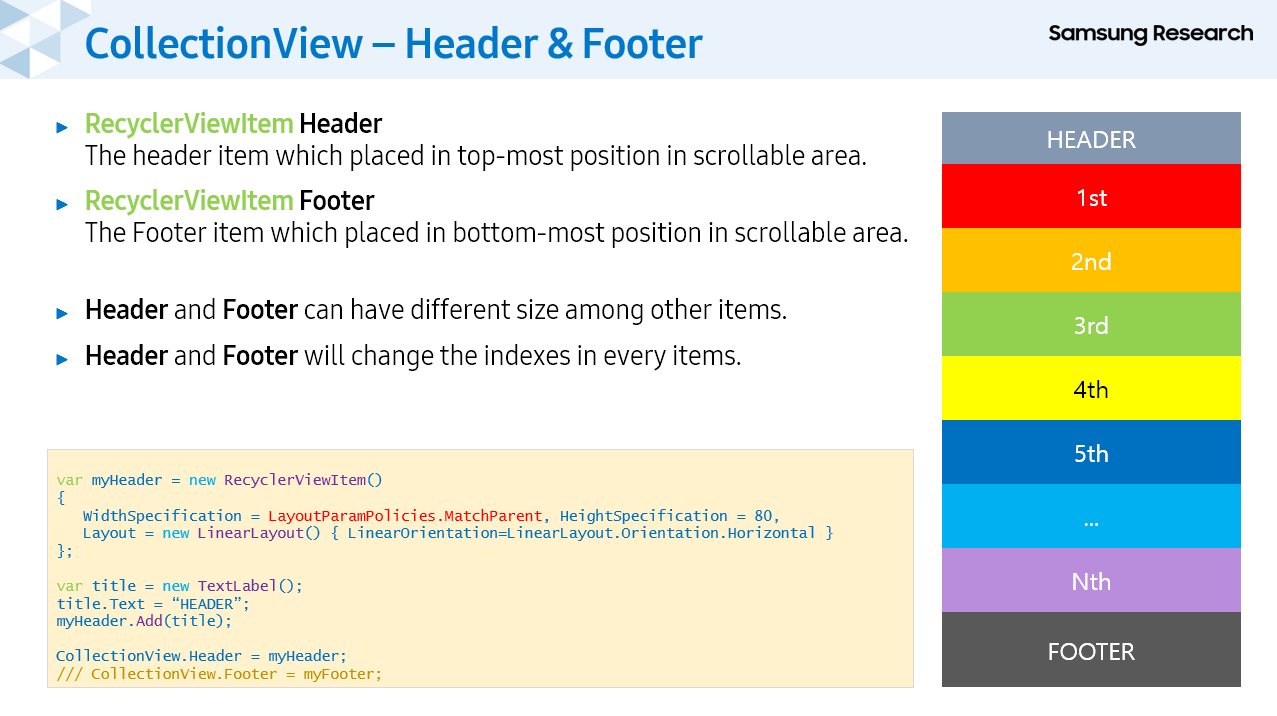 CollectionView – Header & Footer
Samsung Research
RecyclerViewItem Header
The header item which placed in top-most position in scrollable area.
RecyclerViewItem Footer
The Footer item which placed in bottom-most position in scrollable area.
Header and Footer can have different size among other items.
Header and Footer will change the indexes in every items.
var myHeader = new RecyclerViewItem()
{
   WidthSpecification = LayoutParamPolicies.MatchParent, HeightSpecification = 80,
   Layout = new LinearLayout() { LinearOrientation=LinearLayout.Orientation.Horizontal }
};
var title = new TextLabel();
title.Text = “HEADER”;
myHeader.Add(title);
CollectionView.Header = myHeader;
/// CollectionView.Footer = myFooter;
HEADER
1st
2nd
3rd
4th
5th
…
Nth
FOOTER